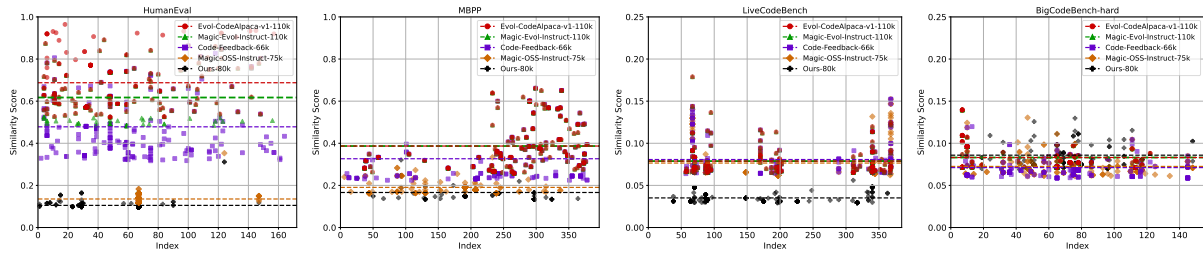 HumanEval
Similarity Score
1.0
0.8
0.6
0.4
0.2
0.0
0 20 40 60 80 100 120 140 160
Index
Evol-CodeAlpaca-v1-110k
Magic-Evol-Instruct-110k
Code-Feedback-66k
Magic-OSS-Instruct-75k
Ours-80k
MBPP
Similarity Score
1.0
0.8
0.6
0.4
0.2
0.0
0 50 100 150 200 250 300 350
Index
Evol-CodeAlpaca-v1-110k
Magic-Evol-Instruct-110k
Code-Feedback-66k
Magic-OSS-Instruct-75k
Ours-80k
LiveCodeBench
Similarity Score
0.25
0.20
0.15
0.10
0.05
0.00
0 50 100 150 200 250 300 350
Index
Evol-CodeAlpaca-v1-110k
Magic-Evol-Instruct-110k
Code-Feedback-66k
Magic-OSS-Instruct-75k
Ours-80k
BigCodeBench-hard
Similarity Score
0.25
0.20
0.15
0.10
0.05
0.00
0 20 40 60 80 100 120 140
Index
Evol-CodeAlpaca-v1-110k
Magic-Evol-Instruct-110k
Code-Feedback-66k
Magic-OSS-Instruct-75k
Ours-80k